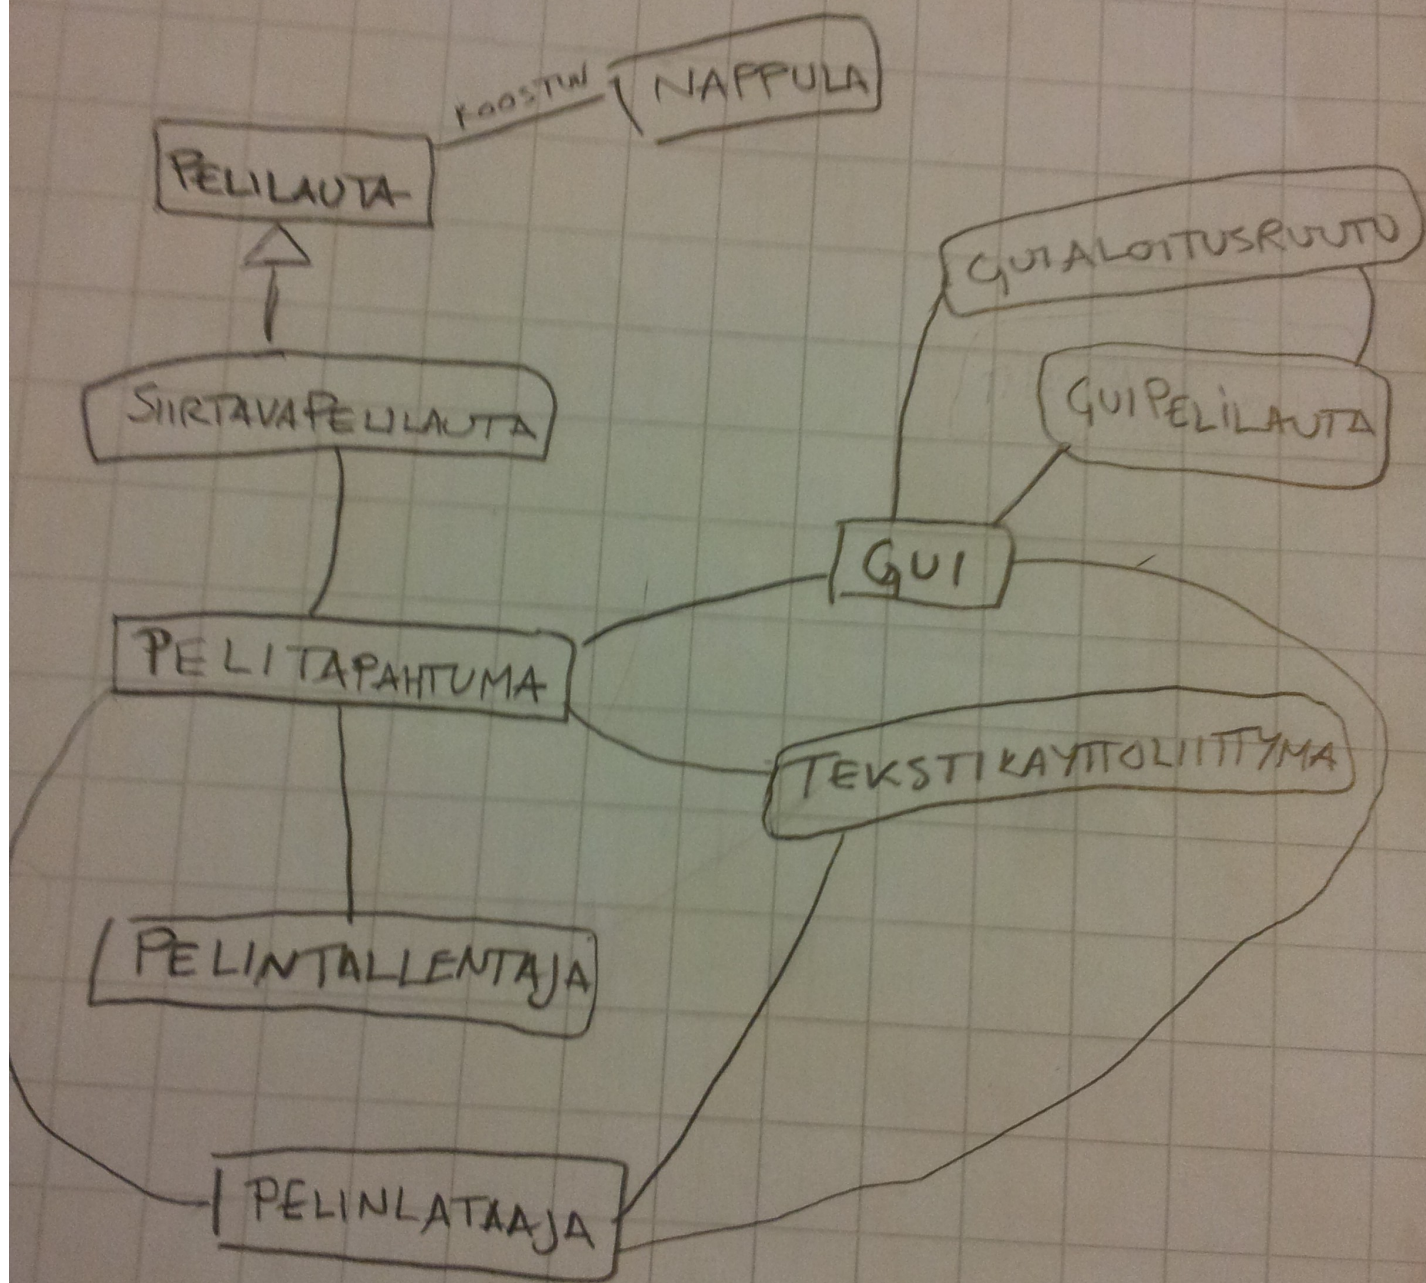 NAPPULA
KOOSTUU
PELILAUTA
GUIALOITUSRUUTU
SIIRTAVAPELILAUTA
GUIPELILAUTA
GUI
PELITAPAHTUMA
TEKSTIKAYTTOLIITTYMA
PELINTALLENTAJA
PELINLATAAJA